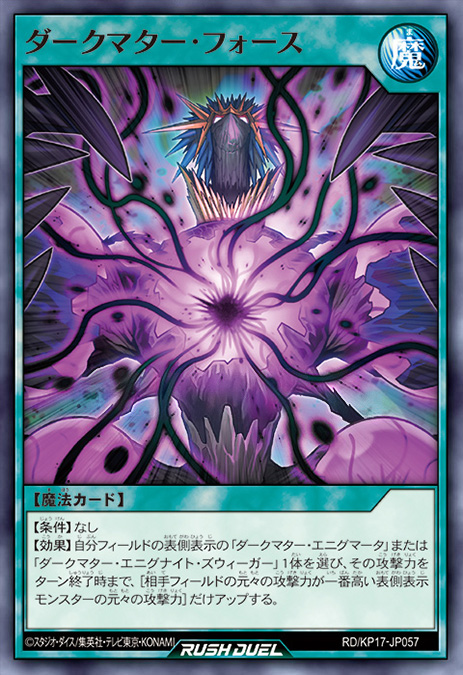 ダークマター・フォース
魔
【魔法カード】
【条件】なし
【効果】自分フィールドの表側表示の「ダークマター・エニグマータ」または
「ダークマター・エニグナイト・ズウィーガー」1体を選び、その攻撃力を
ターン終了時まで、[相手フィールドの元々の攻撃力が一番高い表側表示
モンスターの元々の攻撃力]だけアップする。
©スタジオ・ダイス/集英社・テレビ東京・KONAMI
RUSH DUEL
RD/KP17-JP057